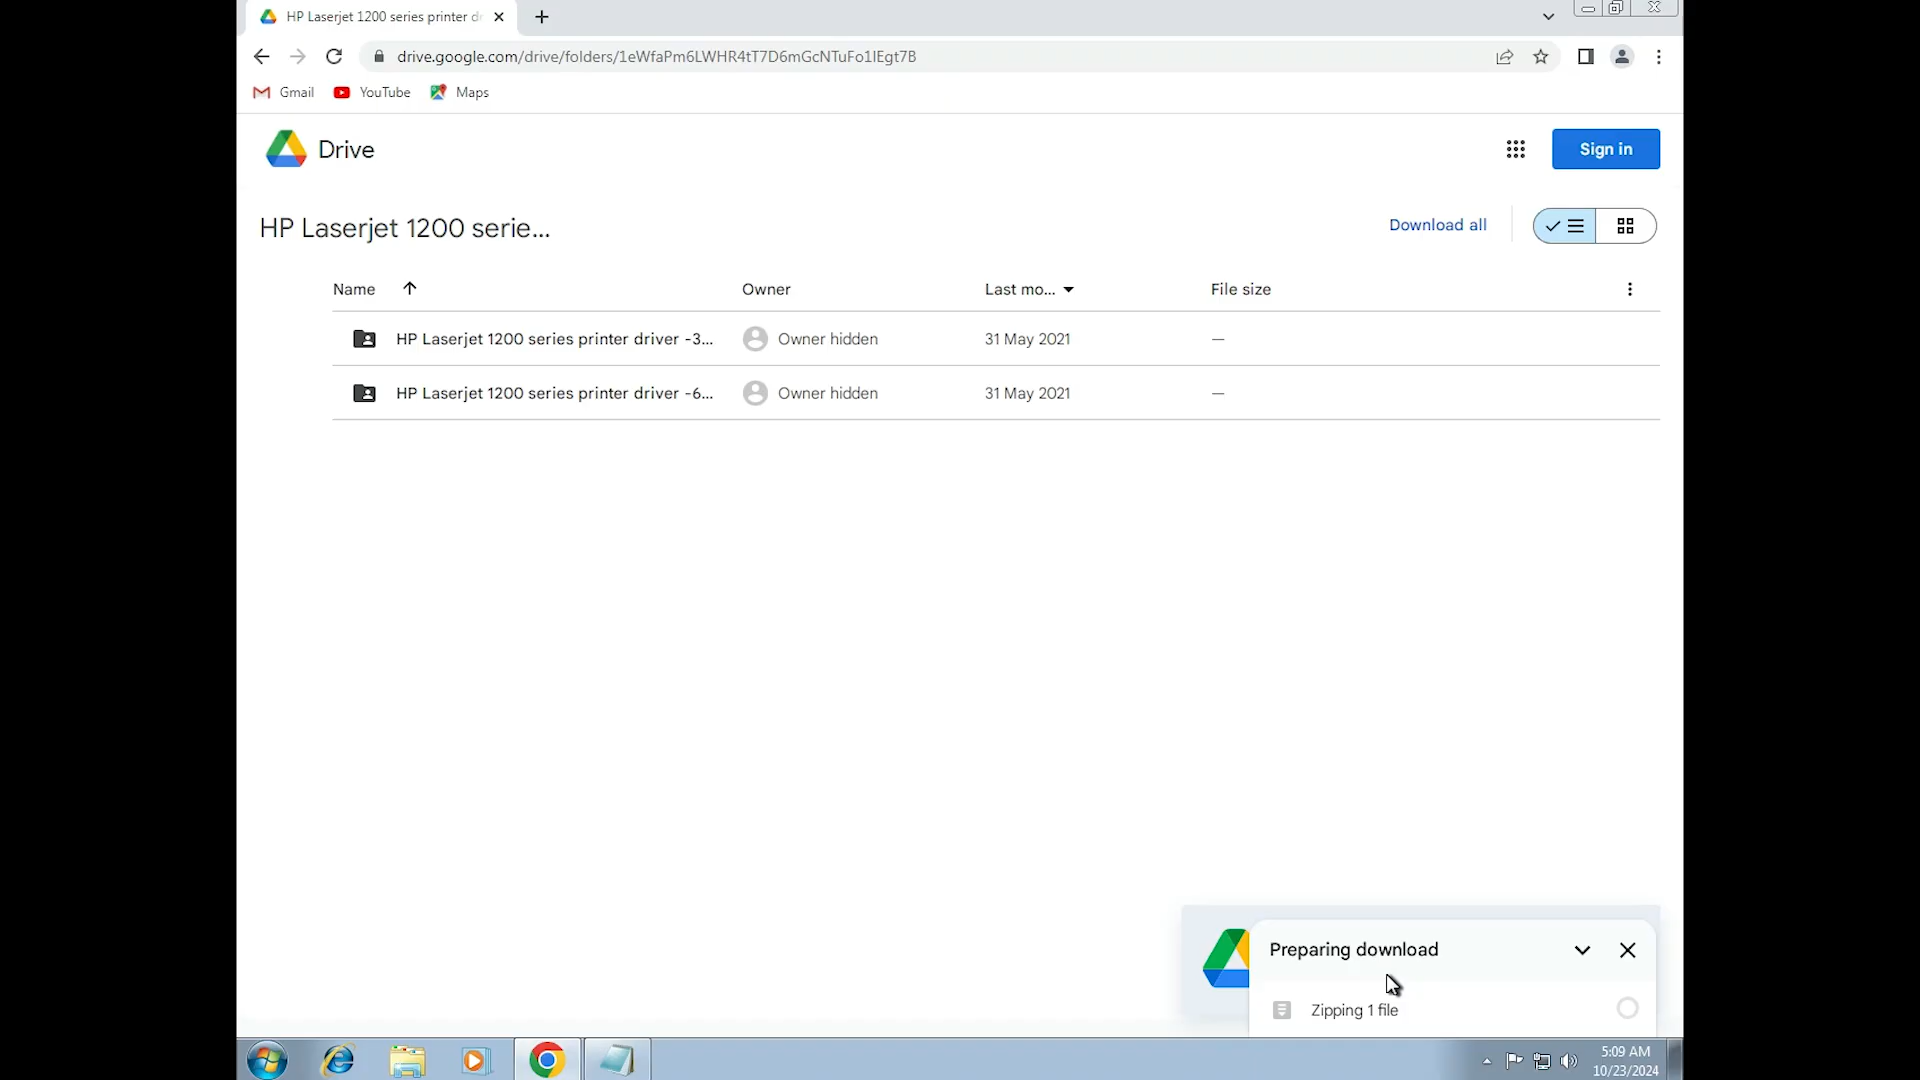 HP Laserjet 1200 series printer dr
drive.google.com/drive/folders/1eWfaPm6LWHR4tT7D6mGcNTuFo1IEgt7B
Gmail YouTube Maps
Drive
Sign in
HP Laserjet 1200 serie...
Download all
Name Owner Last mo... File size
HP Laserjet 1200 series printer driver -3... Owner hidden 31 May 2021 —
HP Laserjet 1200 series printer driver -6... Owner hidden 31 May 2021 —
Preparing download
Zipping 1 file
5:09 AM
10/23/2024